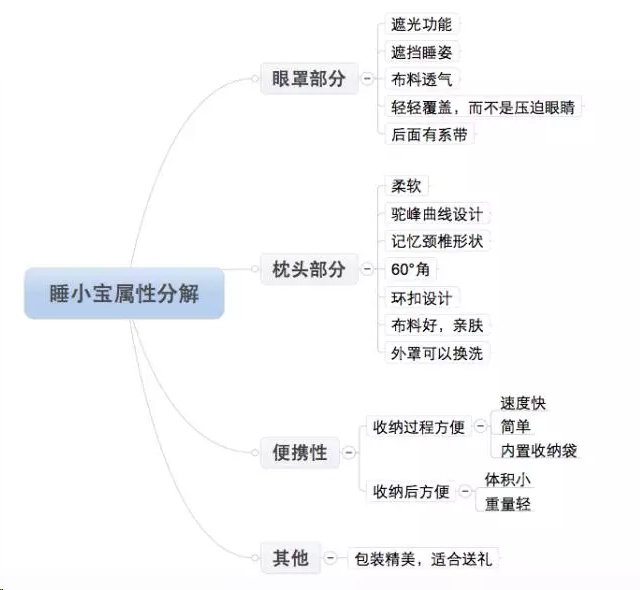 睡小宝属性分解
眼罩部分
遮光功能
遮挡睡姿
布料透气
轻轻覆盖，而不是压迫眼睛
后面有系带
枕头部分
柔软
驼峰曲线设计
记忆颈椎形状
60°角
环扣设计
布料好，亲肤
外罩可以换洗
便携性
收纳过程方便
速度快
简单
内置收纳袋
收纳后方便
体积小
重量轻
其他
包装精美，适合送礼